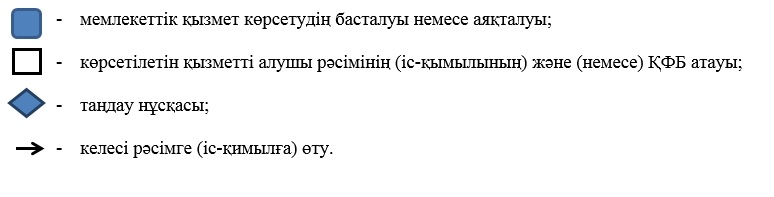 - мемлекеттік қызмет көрсетудің басталуы немесе аяқталуы;
- көрсетілетін қызметті алушы рәсімінің (іс-қымылының) және (немесе) ҚФБ атауы;
- таңдау нұсқасы;
- келесі рәсімге (іс-қимылға) өту.